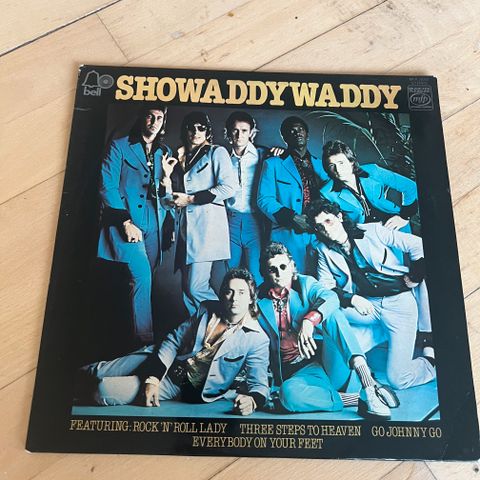 bell
SHOWADDYWADDY
mfp
FEATURING: ROCK 'N' ROLL LADY THREE STEPS TO HEAVEN GO JOHNNY GO
EVERYBODY ON YOUR FEET